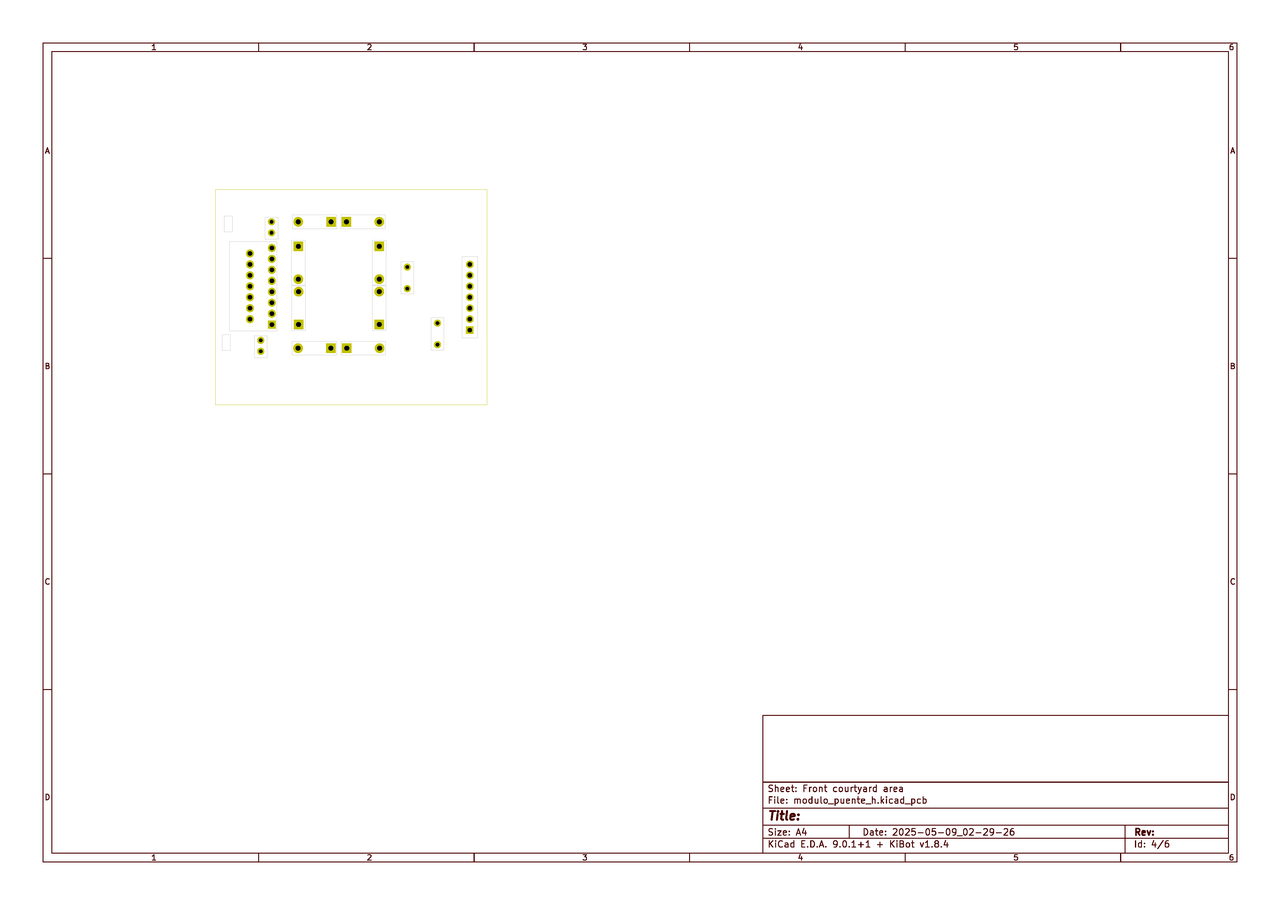 1 2 3 4 5 6
A A
B B
C C
D D
Sheet: Front courtyard area
File: modulo_puente_h.kicad_pcb
Title:
Size: A4 Date: 2025-05-09_02-29-26 Rev:
KiCad E.D.A. 9.0.1+1 + KiBot v1.8.4 Id: 4/6
1 2 3 4 5 6